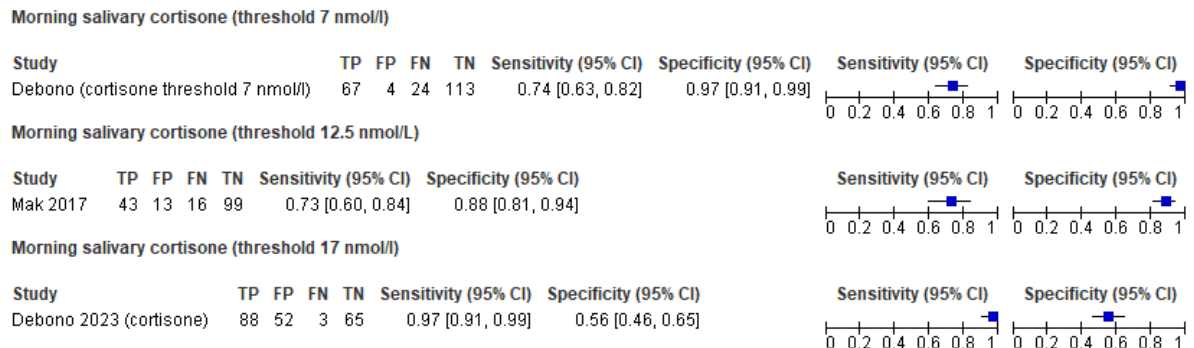 Morning salivary cortisone (threshold 7 nmol/l)
Study TP FP FN TN Sensitivity (95% CI) Specificity (95% CI) Sensitivity (95% CI) Specificity (95% CI)
Debono (cortisone threshold 7 nmol/l) 67 4 24 113 0.74 [0.63, 0.82] 0.97 [0.91, 0.99]
0 0.2 0.4 0.6 0.8 1 0 0.2 0.4 0.6 0.8 1
Morning salivary cortisone (threshold 12.5 nmol/L)
Study TP FP FN TN Sensitivity (95% CI) Specificity (95% CI) Sensitivity (95% CI) Specificity (95% CI)
Mak 2017 43 13 16 99 0.73 [0.60, 0.84] 0.88 [0.81, 0.94]
0 0.2 0.4 0.6 0.8 1 0 0.2 0.4 0.6 0.8 1
Morning salivary cortisone (threshold 17 nmol/l)
Study TP FP FN TN Sensitivity (95% CI) Specificity (95% CI) Sensitivity (95% CI) Specificity (95% CI)
Debono 2023 (cortisone) 88 52 3 65 0.97 [0.91, 0.99] 0.56 [0.46, 0.65]
0 0.2 0.4 0.6 0.8 1 0 0.2 0.4 0.6 0.8 1